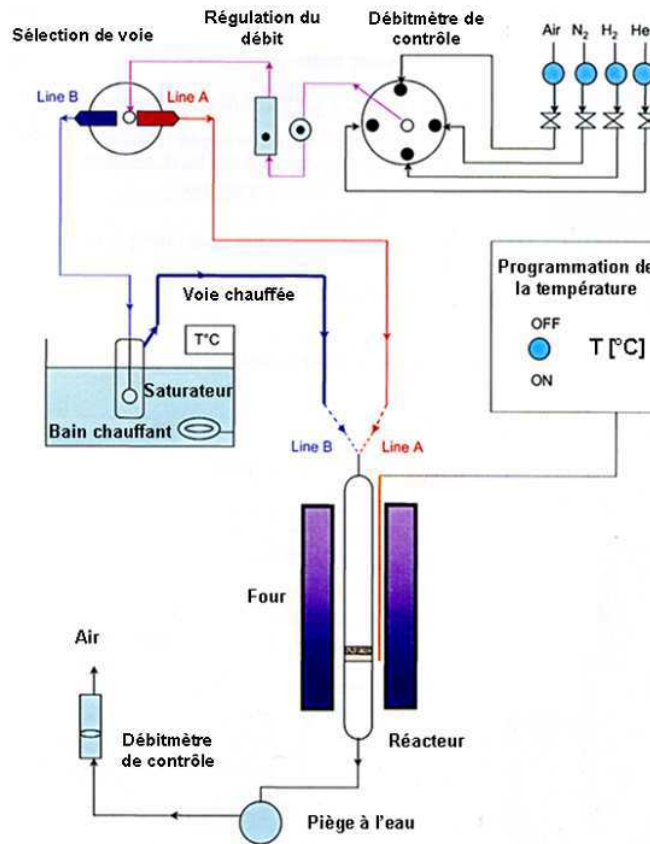 Sélection de voie
Régulation du
débit
Débitmètre de
contrôle
Air N₂ H₂ He
Line B
Line A
Voie chauffée
T°C
Saturateur
Bain chauffant
Programmation de
la température
OFF
T [°C]
ON
Line B
Line A
Four
Réacteur
Air
Débitmètre
de contrôle
Piège à l'eau